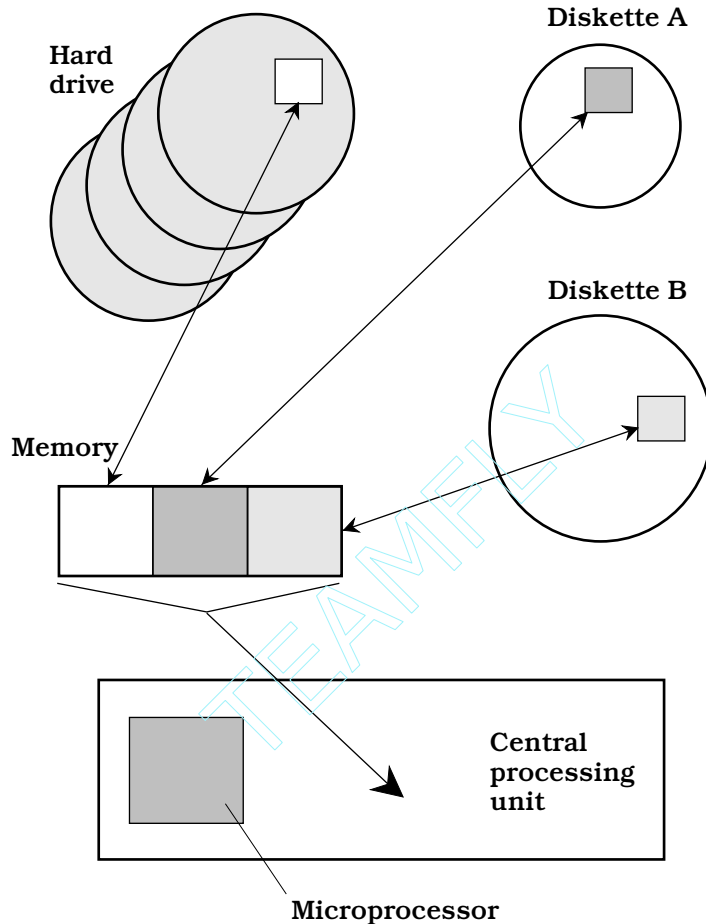 Hard
drive
Diskette A
Diskette B
Memory
TEAMFLY
Central
processing
unit
Microprocessor